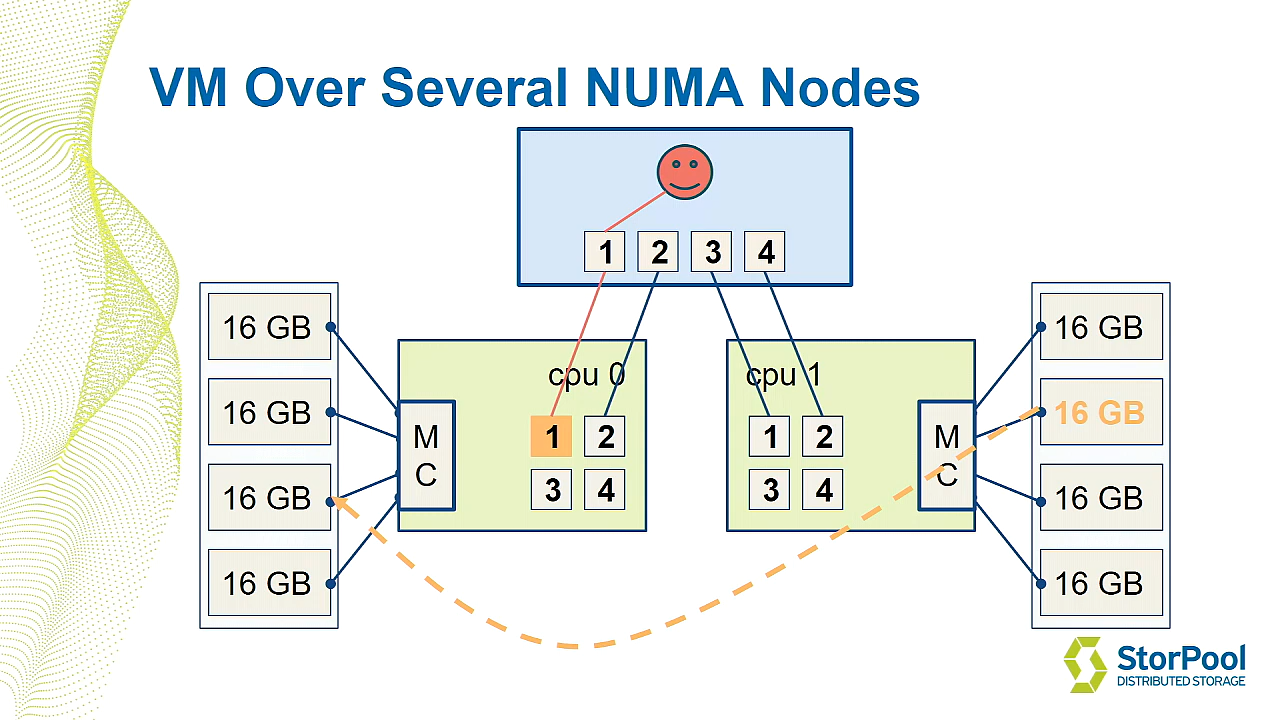 VM Over Several NUMA Nodes
1 2 3 4
16 GB
16 GB
16 GB
16 GB
cpu 0
M
C
1 2
3 4
cpu 1
1 2
3 4
M
C
16 GB
16 GB
16 GB
16 GB
StorPool
DISTRIBUTED STORAGE